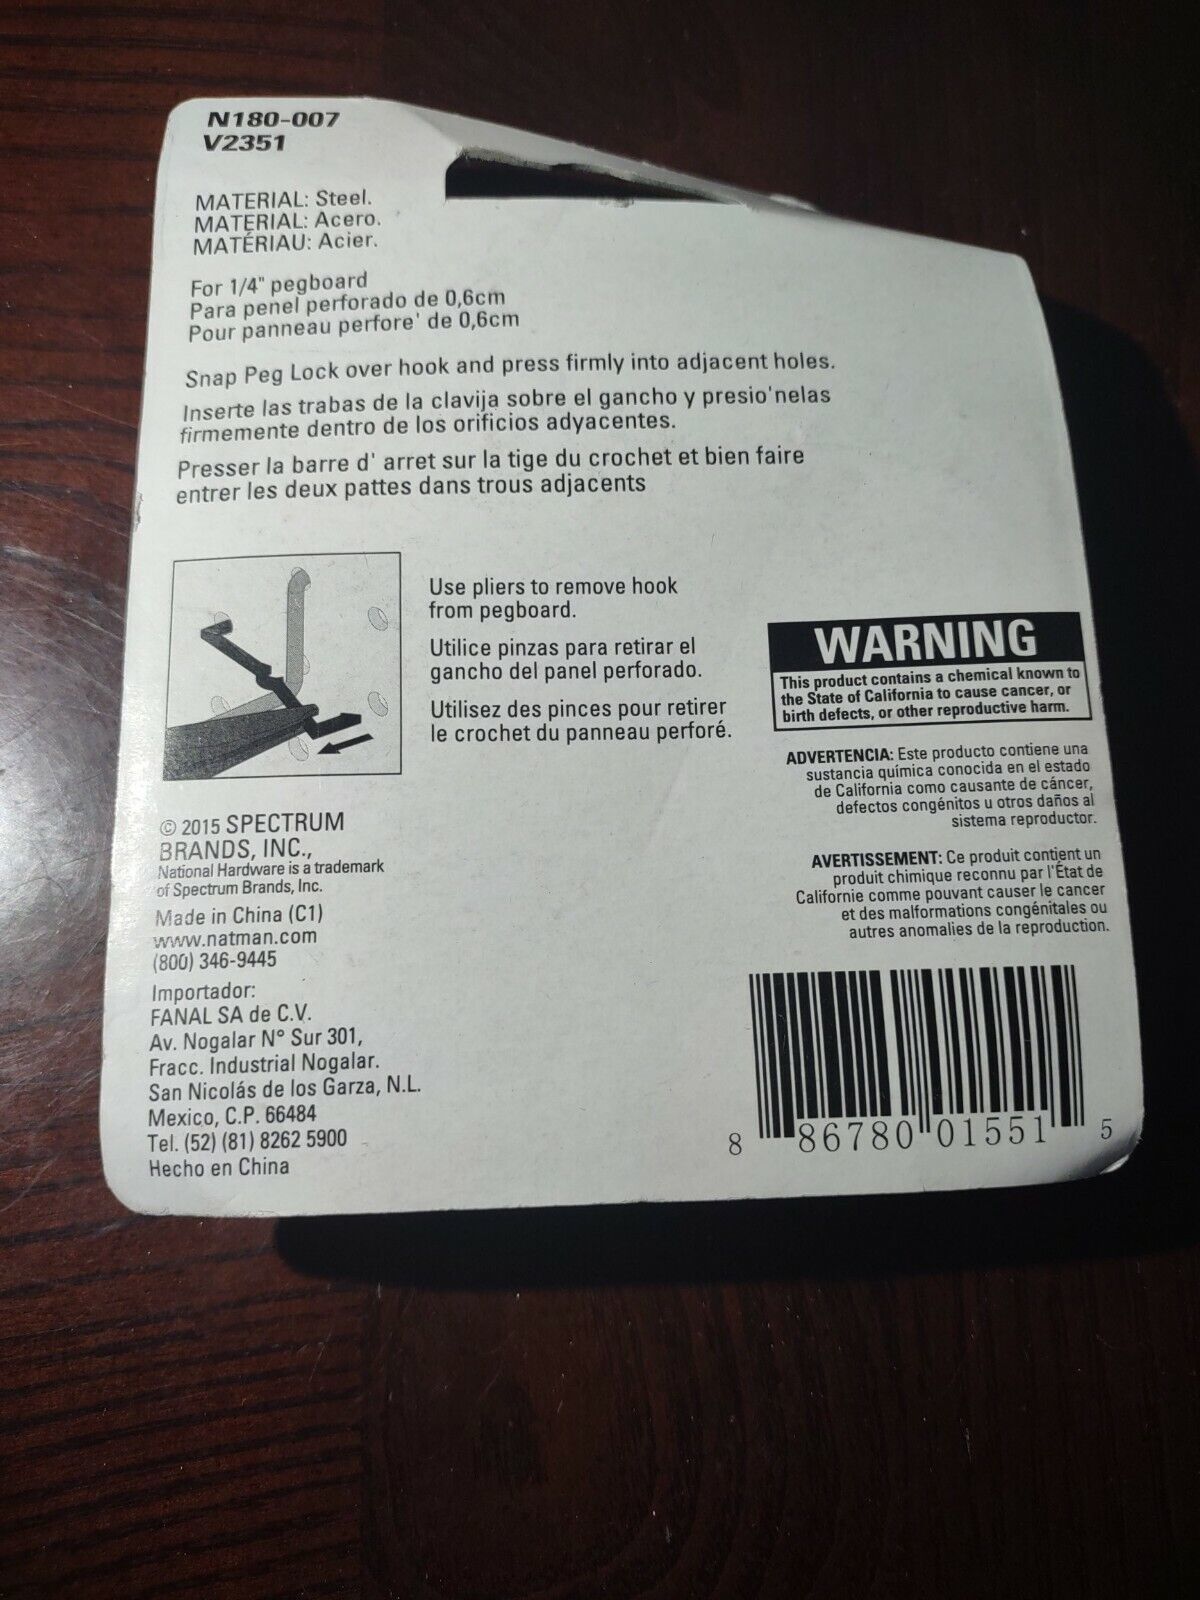 N180-007
V2351
MATERIAL: Steel.
MATERIAL: Acero.
MATÉRIAU: Acier.
For 1/4" pegboard
Para penel perforado de 0,6cm
Pour panneau perfore' de 0,6cm
Snap Peg Lock over hook and press firmly into adjacent holes.
Inserte las trabas de la clavija sobre el gancho y presio'nelas
firmemente dentro de los orificios adyacentes.
Presser la barre d' arret sur la tige du crochet et bien faire
entrer les deux pattes dans trous adjacents
Use pliers to remove hook
from pegboard.
Utilice pinzas para retirar el
gancho del panel perforado.
Utilisez des pinces pour retirer
le crochet du panneau perforé.
WARNING
This product contains a chemical known to
the State of California to cause cancer, or
birth defects, or other reproductive harm.
ADVERTENCIA: Este producto contiene una
sustancia química conocida en el estado
de California como causante de cáncer,
defectos congénitos u otros daños al
sistema reproductor.
AVERTISSEMENT: Ce produit contient un
produit chimique reconnu par l'État de
Californie comme pouvant causer le cancer
et des malformations congénitales ou
autres anomalies de la reproduction.
© 2015 SPECTRUM
BRANDS, INC.,
National Hardware is a trademark
of Spectrum Brands, Inc.
Made in China (C1)
www.natman.com
(800) 346-9445
Importador:
FANAL SA de C.V.
Av. Nogalar N° Sur 301,
Fracc. Industrial Nogalar.
San Nicolás de los Garza, N.L.
Mexico, C.P. 66484
Tel. (52) (81) 8262 5900
Hecho en China
8 86780 01551 5